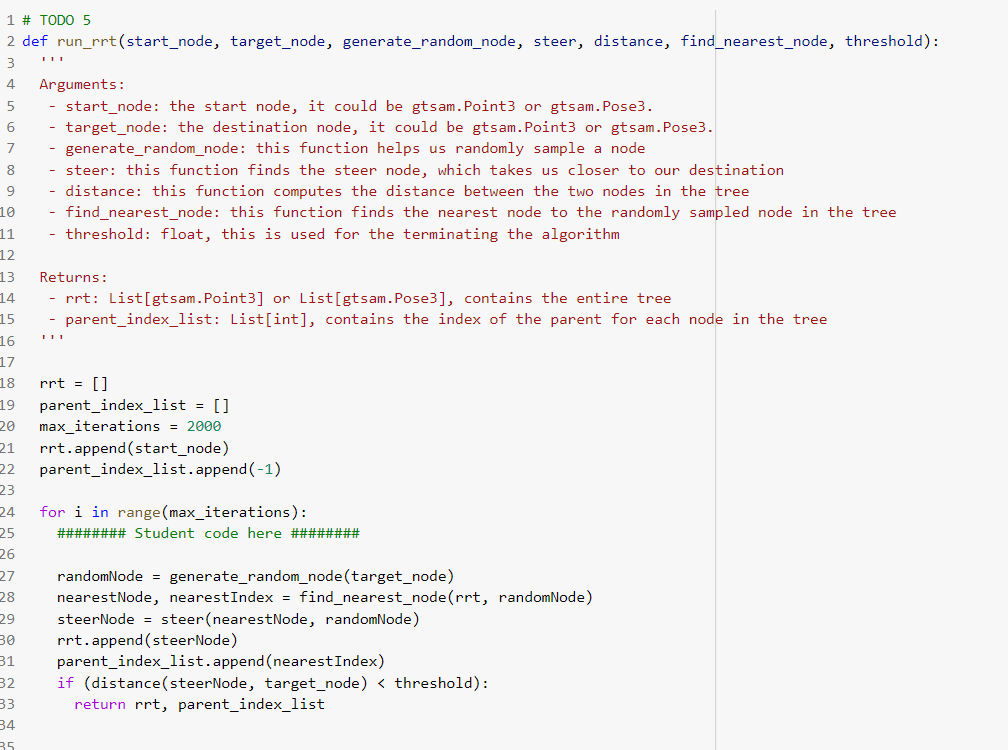 1 # TODO 5
2 def run_rrt(start_node, target_node, generate_random_node, steer, distance, find_nearest_node, threshold):
3   '''
4   Arguments:
5    - start_node: the start node, it could be gtsam.Point3 or gtsam.Pose3.
6    - target_node: the destination node, it could be gtsam.Point3 or gtsam.Pose3.
7    - generate_random_node: this function helps us randomly sample a node
8    - steer: this function finds the steer node, which takes us closer to our destination
9    - distance: this function computes the distance between the two nodes in the tree
10    - find_nearest_node: this function finds the nearest node to the randomly sampled node in the tree
11    - threshold: float, this is used for the terminating the algorithm
12
13   Returns:
14    - rrt: List[gtsam.Point3] or List[gtsam.Pose3], contains the entire tree
15    - parent_index_list: List[int], contains the index of the parent for each node in the tree
16   '''
17
18   rrt = []
19   parent_index_list = []
20   max_iterations = 2000
21   rrt.append(start_node)
22   parent_index_list.append(-1)
23
24   for i in range(max_iterations):
25     ######## Student code here ########
26
27     randomNode = generate_random_node(target_node)
28     nearestNode, nearestIndex = find_nearest_node(rrt, randomNode)
29     steerNode = steer(nearestNode, randomNode)
30     rrt.append(steerNode)
31     parent_index_list.append(nearestIndex)
32     if (distance(steerNode, target_node) < threshold):
33       return rrt, parent_index_list
34
35